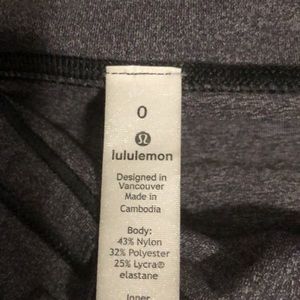 0
lululemon
Designed in
Vancouver
Made in
Cambodia
Body:
43% Nylon
32% Polyester
25% Lycra®
elastane
Inner